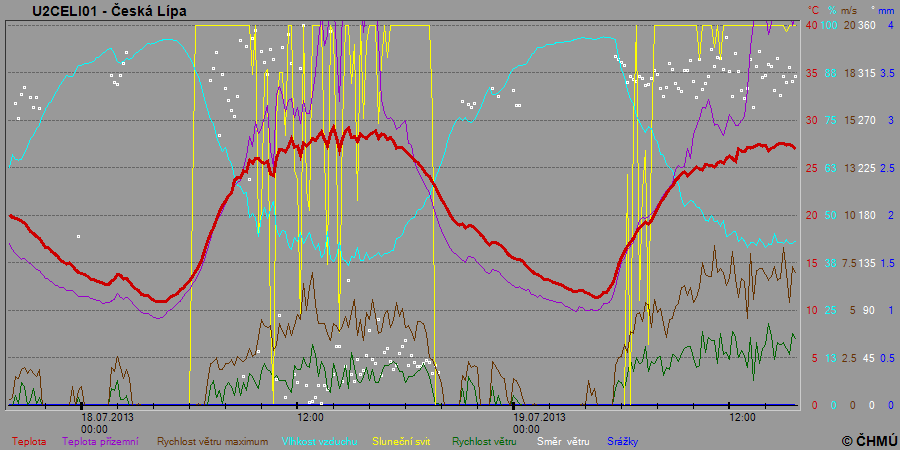 U2CELI01 - Česká Lípa
°C % m/s ° mm
40 100 20 360 4
35 88 18 315 3.5
30 75 15 270 3
25 63 13 225 2.5
20 50 10 180 2
15 38 7.5 135 1.5
10 25 5 90 1
5 13 2.5 45 0.5
0 0 0 0 0
18.07.2013 12:00 19.07.2013 12:00
00:00 00:00
Teplota Teplota přízemní Rychlost větru maximum Vlhkost vzduchu Sluneční svit Rychlost větru Směr větru Srážky
© ČHMÚ